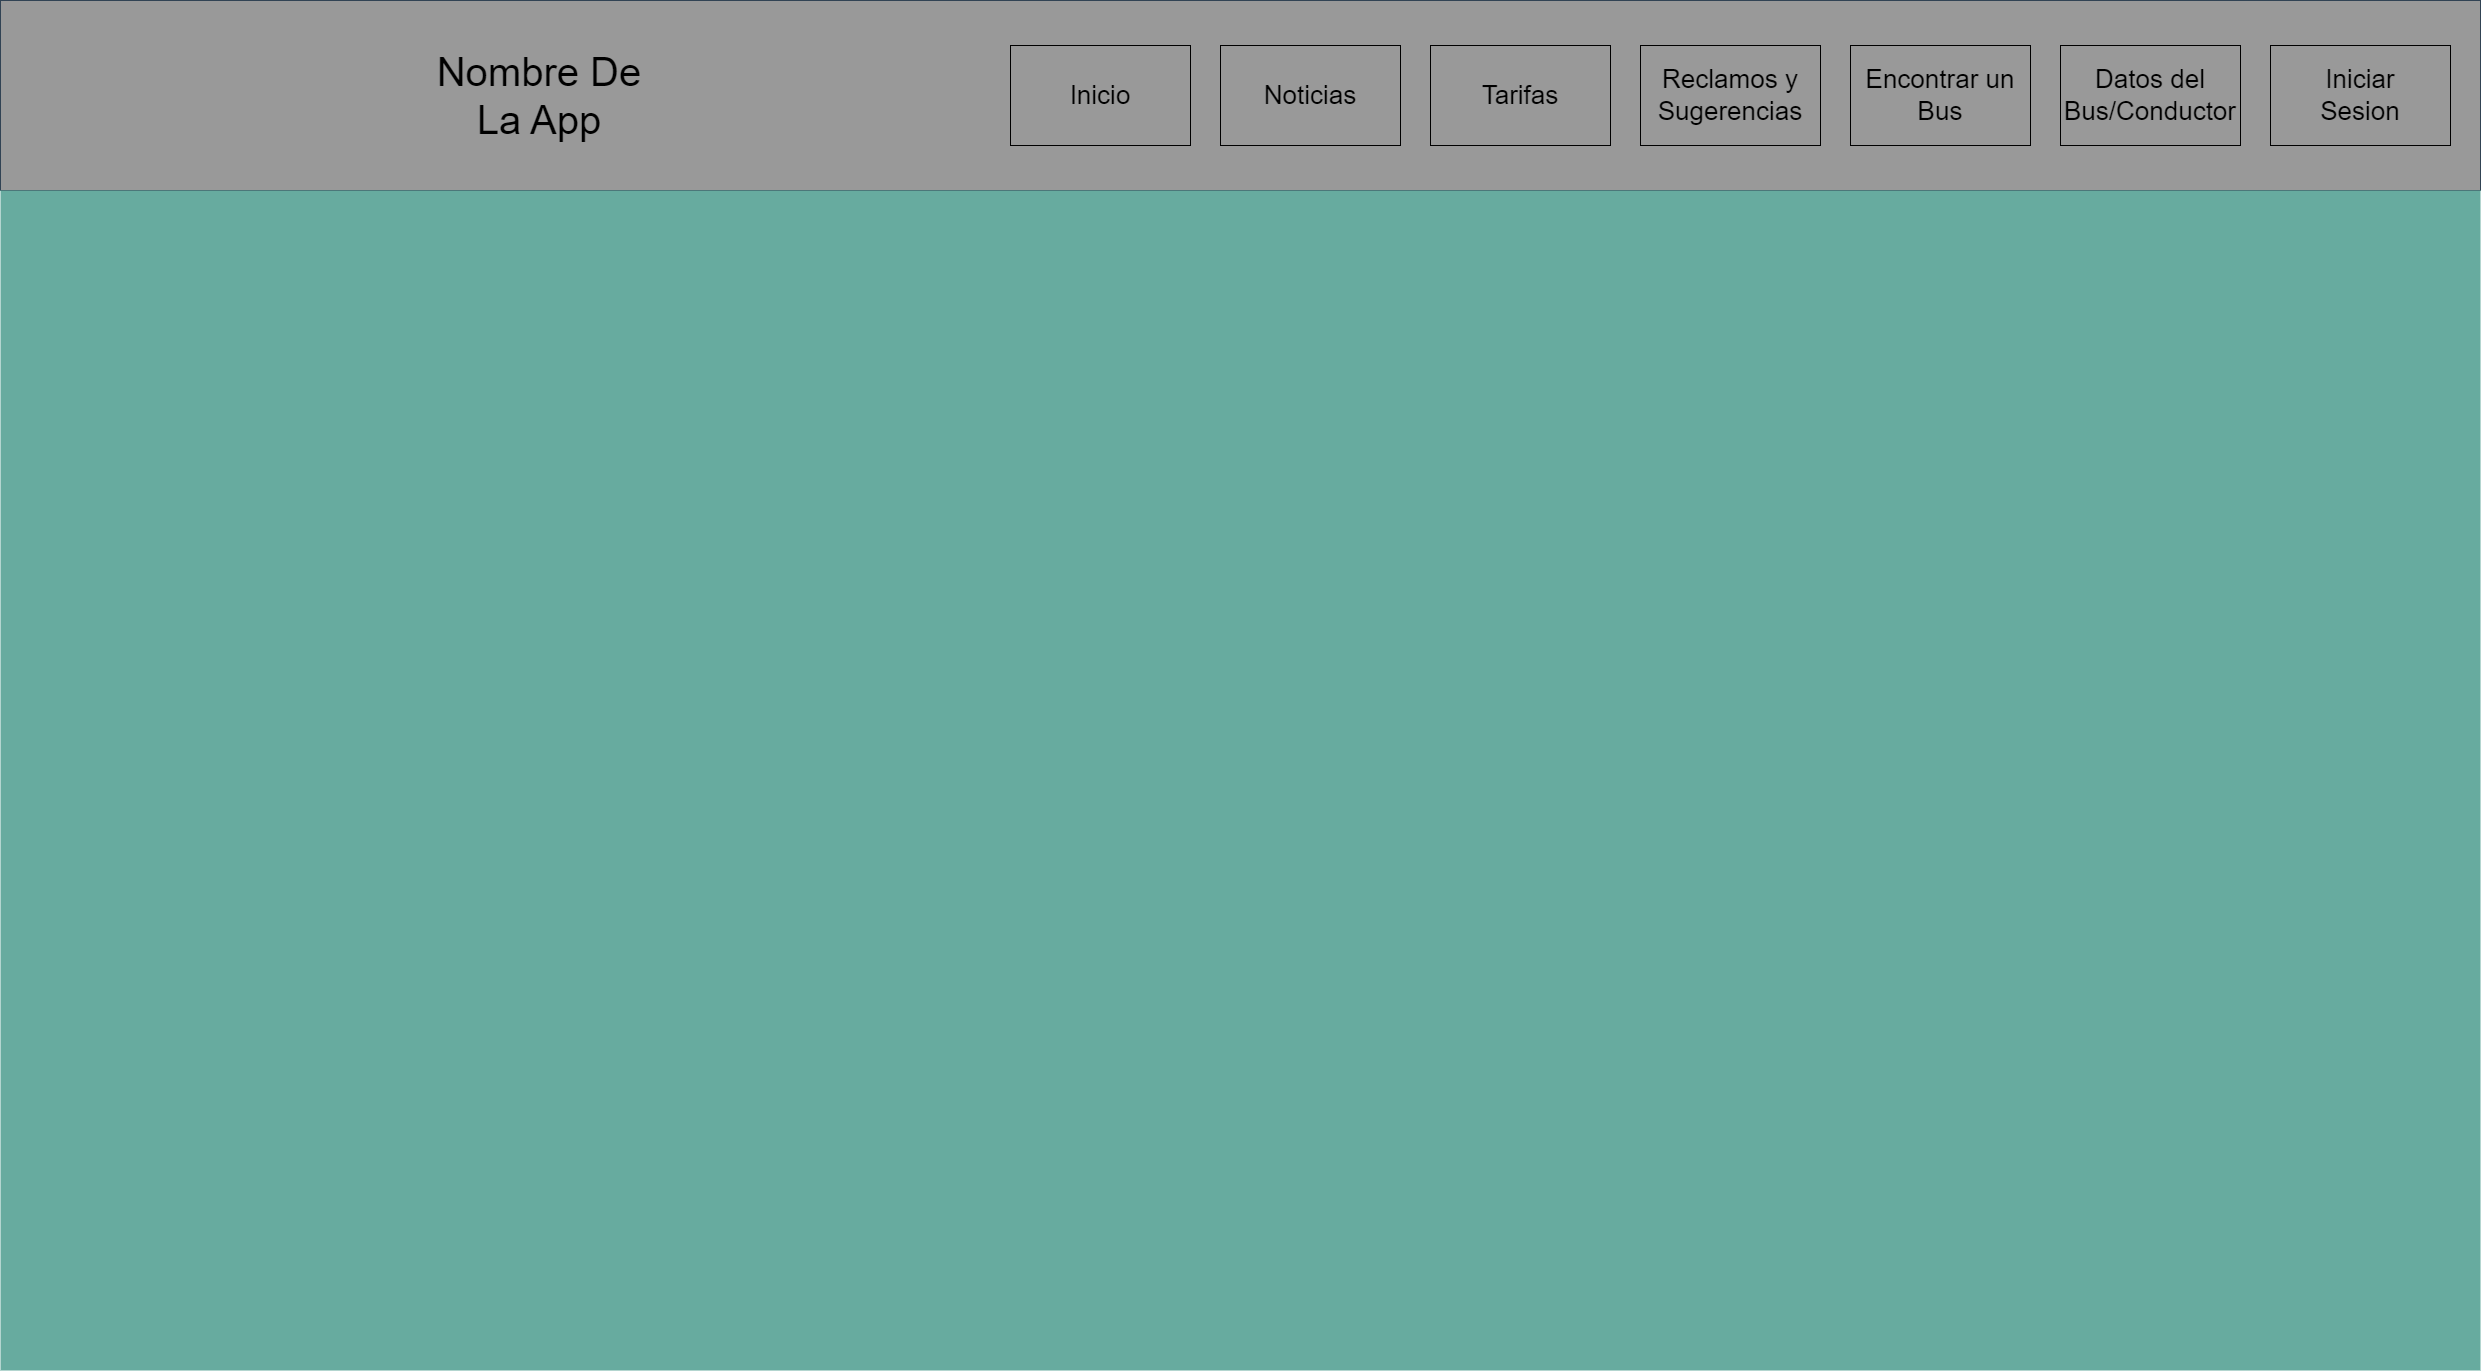 Nombre De
La App
Inicio
Noticias
Tarifas
Reclamos y
Sugerencias
Encontrar un
Bus
Datos del
Bus/Conductor
Iniciar
Sesion